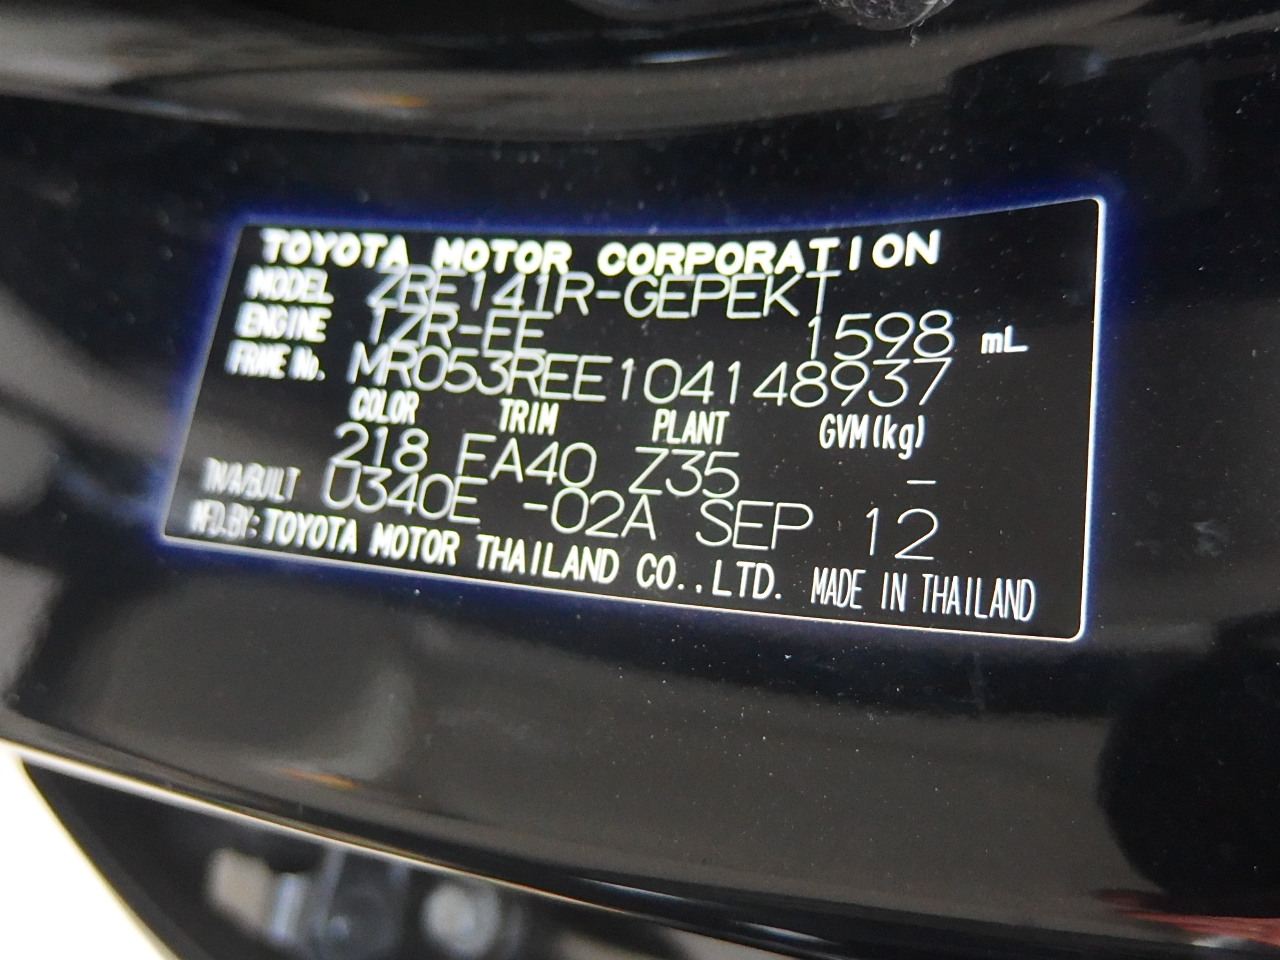 TOYOTA MOTOR CORPORATION
MODEL ZRE141R-GEPEKT
ENGINE 1ZR-FE 1598 mL
FRAME No. MR053REE104148937
COLOR TRIM PLANT GVM(kg)
218 FA40 Z35 –
TM/A/BUILT U340E -02A SEP 12
MFD.BY: TOYOTA MOTOR THAILAND CO.,LTD. MADE IN THAILAND